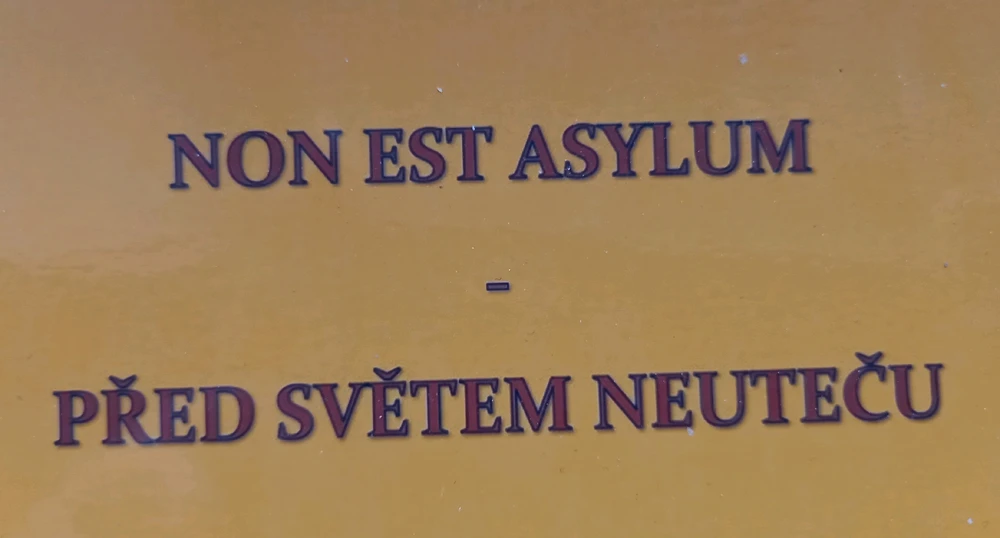 NON EST ASYLUM
-
PŘED SVĚTEM NEUTEČU